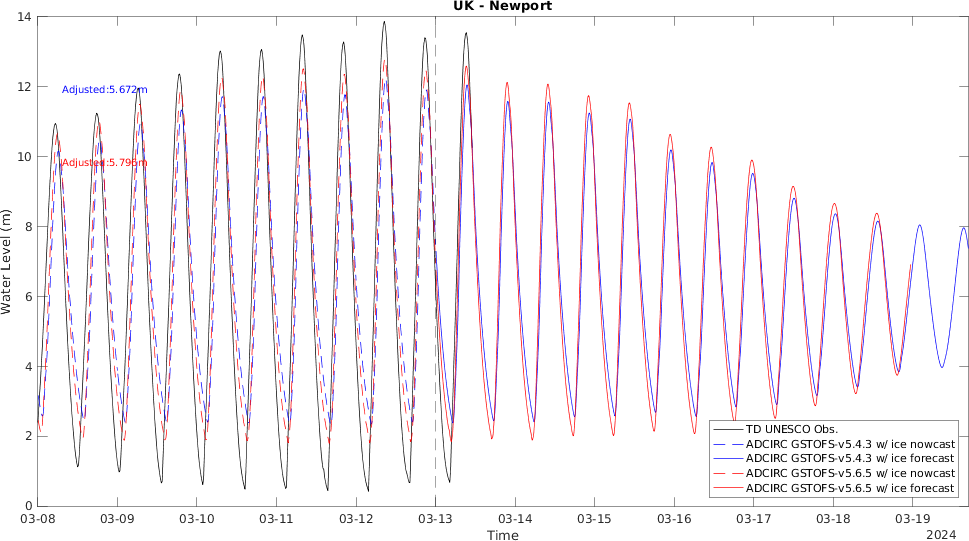 UK - Newport
14
12
10
8
6
4
2
0
Water Level (m)
Adjusted:5.672m
Adjusted:5.796m
TD UNESCO Obs.
ADCIRC GSTOFS-v5.4.3 w/ ice nowcast
ADCIRC GSTOFS-v5.4.3 w/ ice forecast
ADCIRC GSTOFS-v5.6.5 w/ ice nowcast
ADCIRC GSTOFS-v5.6.5 w/ ice forecast
03-08 03-09 03-10 03-11 03-12 03-13 03-14 03-15 03-16 03-17 03-18 03-19
Time
2024